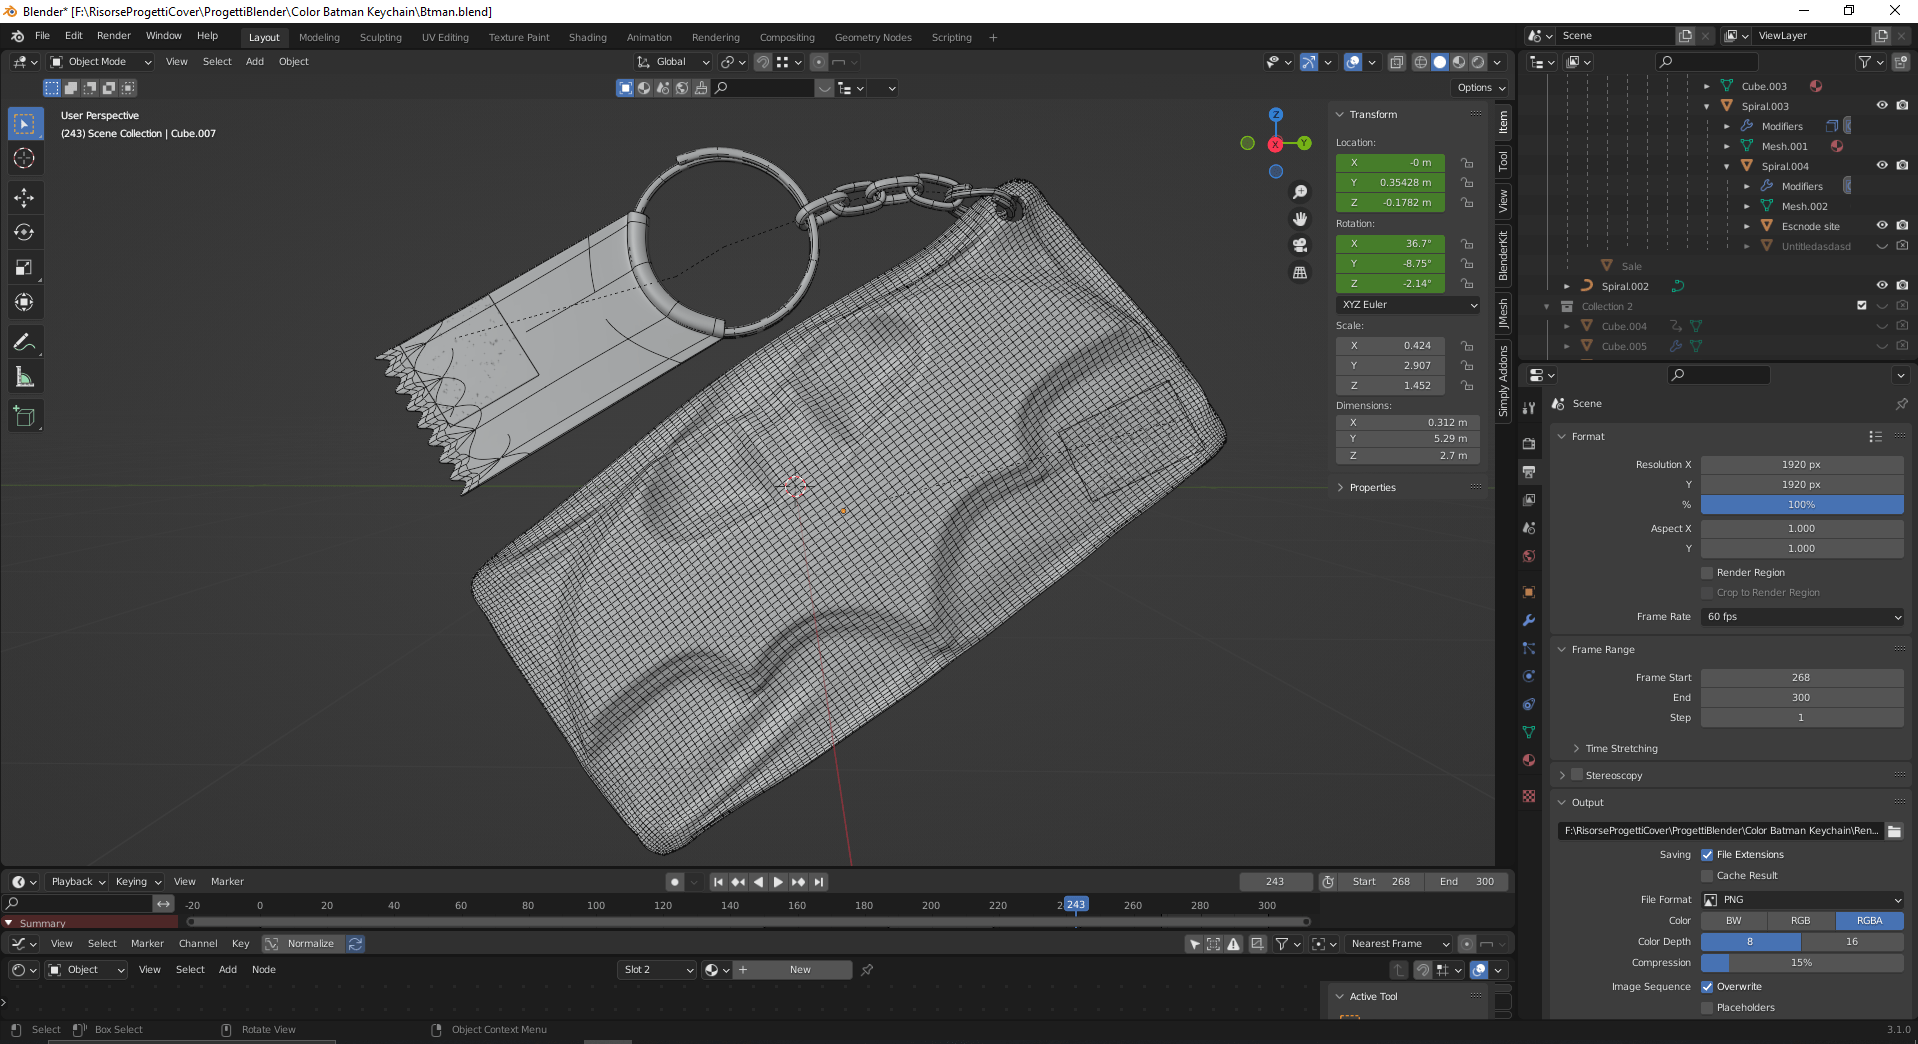 Blender* [F:\RisorseProgettiCover\ProgettiBlender\Color Batman Keychain\Btman.blend]
File Edit Render Window Help Layout Modeling Sculpting UV Editing Texture Paint Shading Animation Rendering Compositing Geometry Nodes Scripting +
Scene ViewLayer
Object Mode View Select Add Object Global
Options
User Perspective
(243) Scene Collection | Cube.007
Z
Y
X
Transform
Location:
X -0 m
Y 0.35428 m
Z -0.1782 m
Rotation:
X 36.7°
Y -8.75°
Z -2.14°
XYZ Euler
Scale:
X 0.424
Y 2.907
Z 1.452
Dimensions:
X 0.312 m
Y 5.29 m
Z 2.7 m
Properties
Item
Tool
View
BlenderKit
JMesh
Simply Addons
Cube.003
Spiral.003
Modifiers
Mesh.001
Spiral.004
Modifiers
Mesh.002
Escnode site
Untitledasdasd
Sale
Spiral.002
Collection 2
Cube.004
Cube.005
Scene
Format
Resolution X 1920 px
Y 1920 px
% 100%
Aspect X 1.000
Y 1.000
Render Region
Crop to Render Region
Frame Rate 60 fps
Frame Range
Frame Start 268
End 300
Step 1
Time Stretching
Stereoscopy
Output
F:\RisorseProgettiCover\ProgettiBlender\Color Batman Keychain\Ren...
Saving File Extensions
Cache Result
File Format PNG
Color BW RGB RGBA
Color Depth 8 16
Compression 15%
Image Sequence Overwrite
Placeholders
Playback Keying View Marker
243 Start 268 End 300
-20 0 20 40 60 80 100 120 140 160 180 200 2 243 260 280 300
Summary
View Select Marker Channel Key Normalize Nearest Frame
Object View Select Add Node Slot 2 + New
Active Tool
Select Box Select Rotate View Object Context Menu 3.1.0